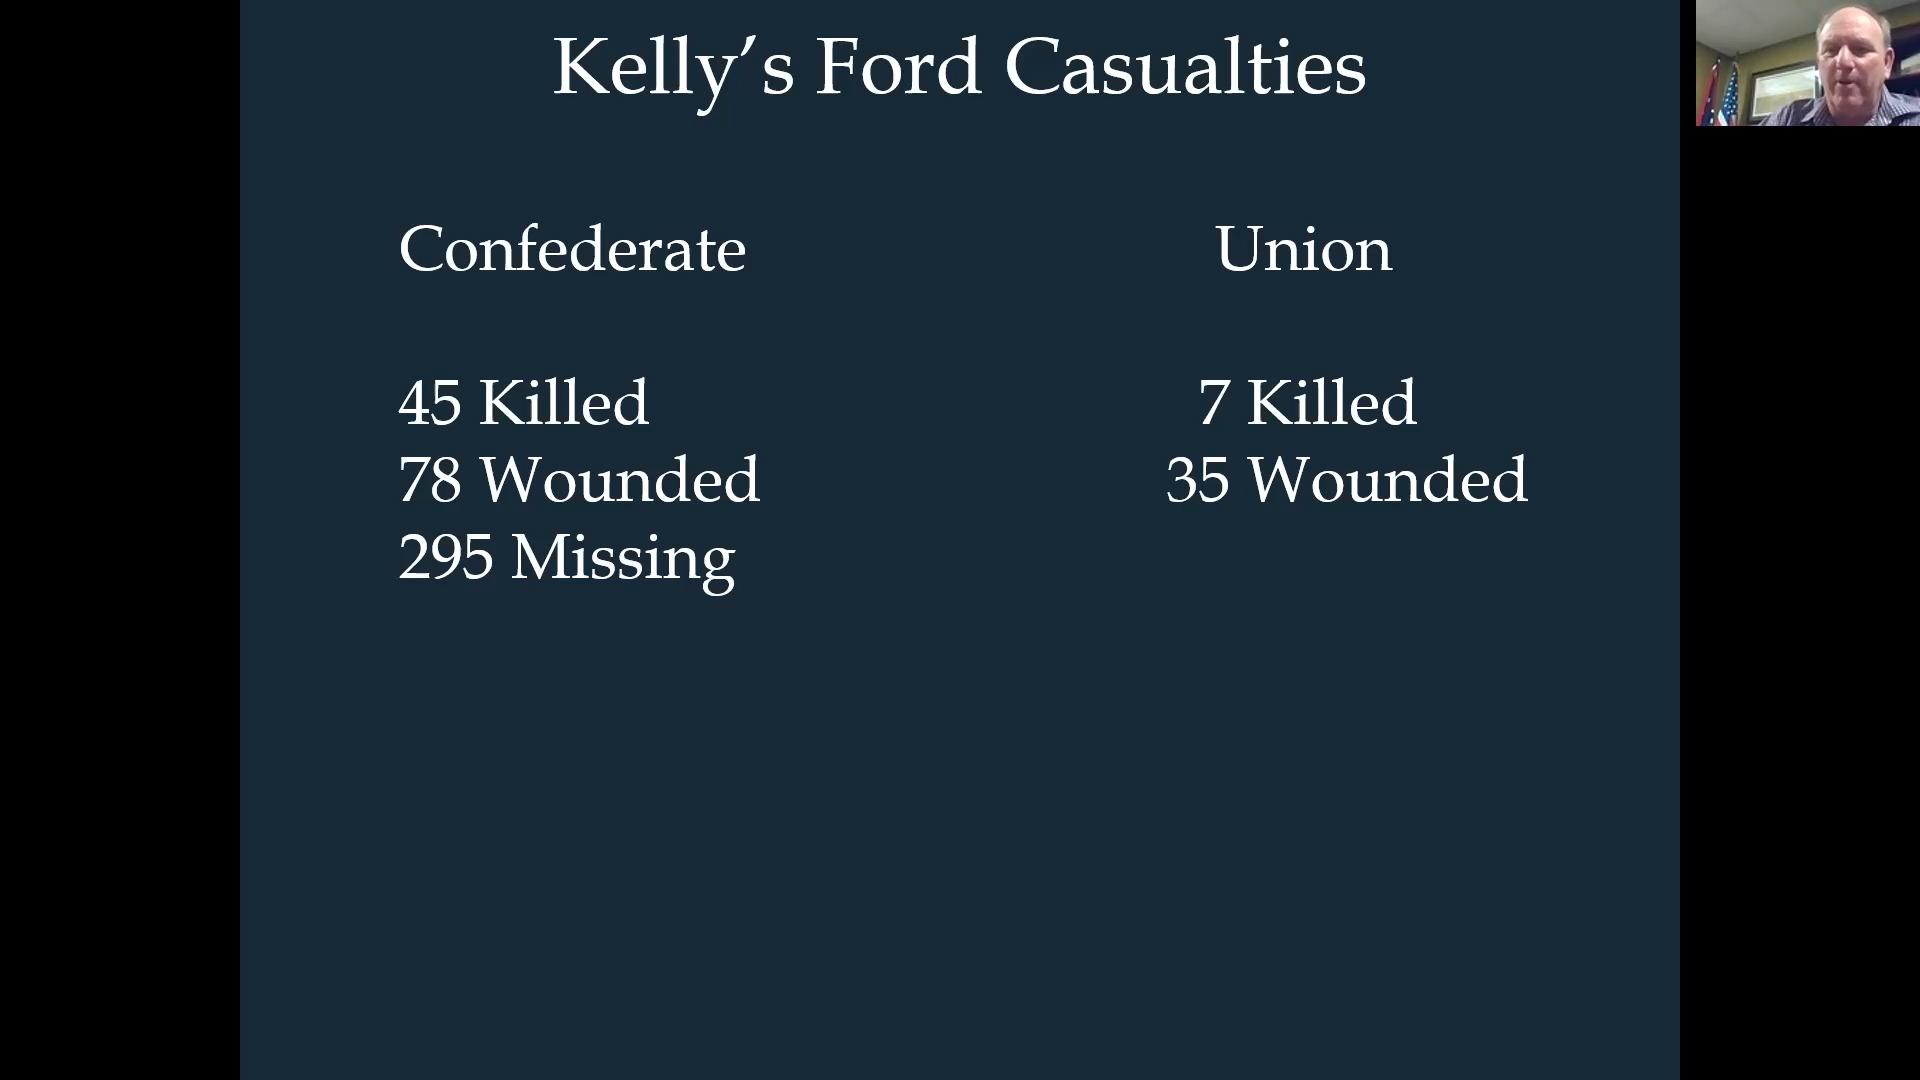 Kelly’s Ford Casualties
Confederate
45 Killed
78 Wounded
295 Missing
Union
7 Killed
35 Wounded